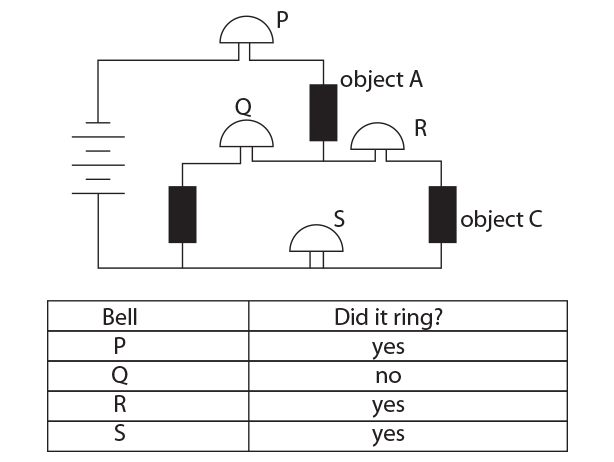 P
object A
Q
R
S
object C
Bell Did it ring?
P yes
Q no
R yes
S yes